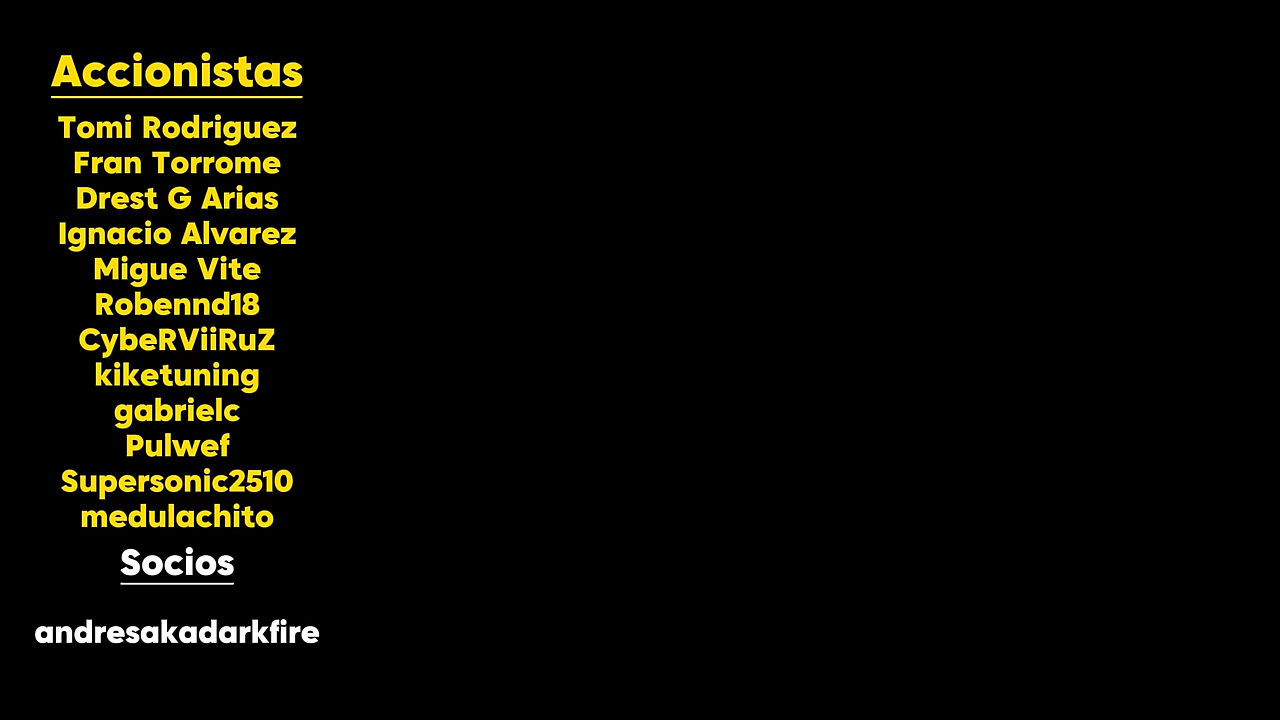 Accionistas
Tomi Rodriguez
Fran Torrome
Drest G Arias
Ignacio Alvarez
Migue Vite
Robennd18
CybeRViiRuZ
kiketuning
gabrielc
Pulwef
Supersonic2510
medulachito
Socios
andresakadarkfire